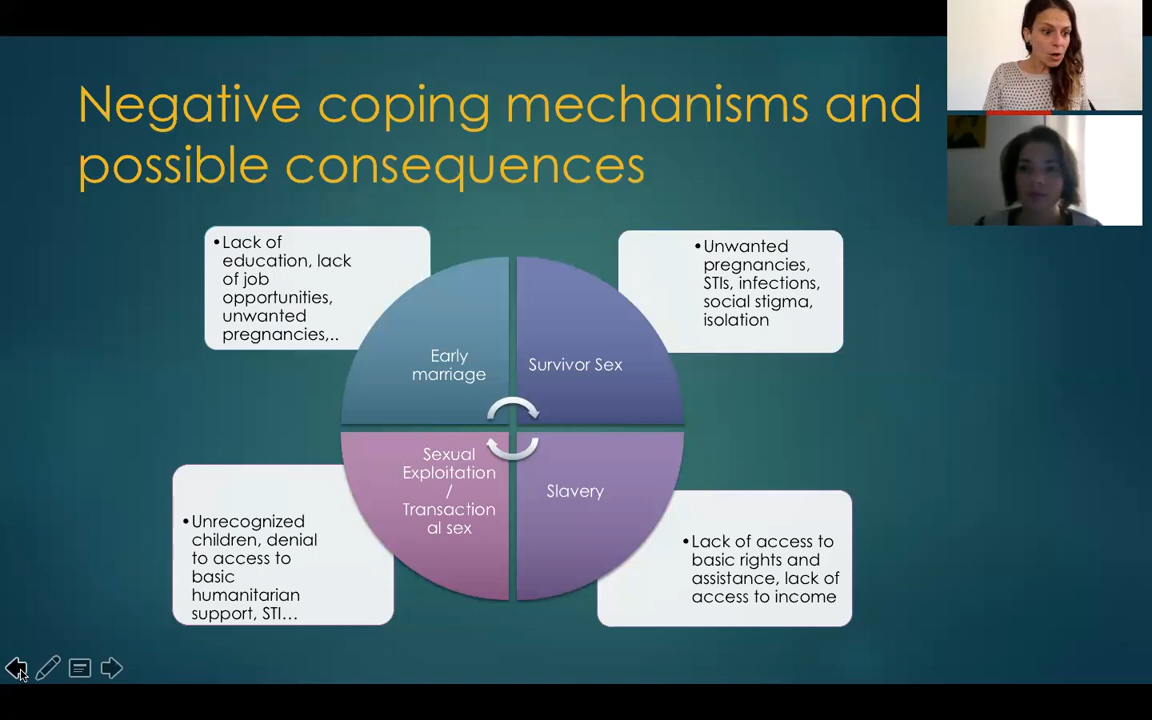 Negative coping mechanisms and
possible consequences
•Lack of
education, lack
of job
opportunities,
unwanted
pregnancies,..
•Unwanted
pregnancies,
STIs, infections,
social stigma,
isolation
Early
marriage
Survivor Sex
Sexual
Exploitation
/
Transaction
al sex
Slavery
•Unrecognized
children, denial
to access to
basic
humanitarian
support, STI...
•Lack of access to
basic rights and
assistance, lack of
access to income